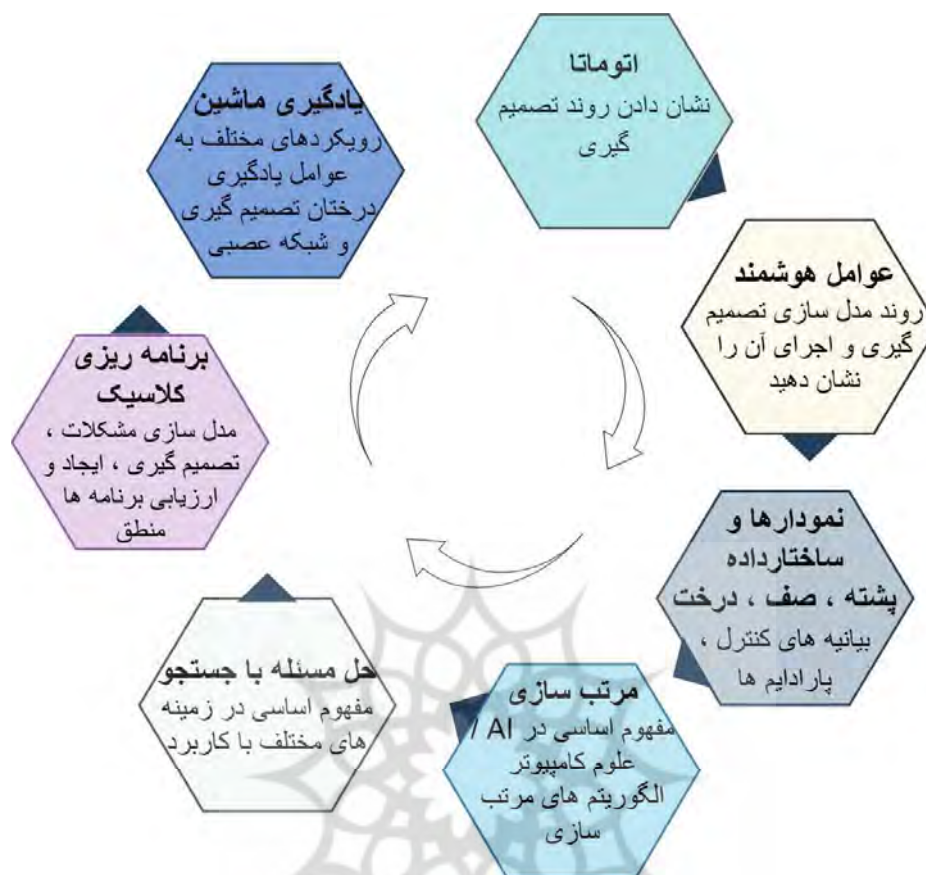 اتوماتا
نشان دادن روند تصمیم
گیری
عوامل هوشمند
روند مدل سازی تصمیم
گیری و اجرای آن را
نشان دهید
نمودارها و
ساختارداده
پشته ، صف ، درخت
بیانیه های کنترل ،
پارادایم ها
مرتب سازی
مفهوم اساسی در AI /
علوم کامپیوتر
الگوریتم های مرتب
سازی
حل مسئله با جستجو
مفهوم اساسی در زمینه
های مختلف با کاربرد
برنامه ریزی
کلاسیک
مدل سازی مشکلات ،
تصمیم گیری ، ایجاد و
ارزیابی برنامه ها
منطق
یادگیری ماشین
رویکردهای مختلف به
عوامل یادگیری
درختان تصمیم گیری
و شبکه عصبی